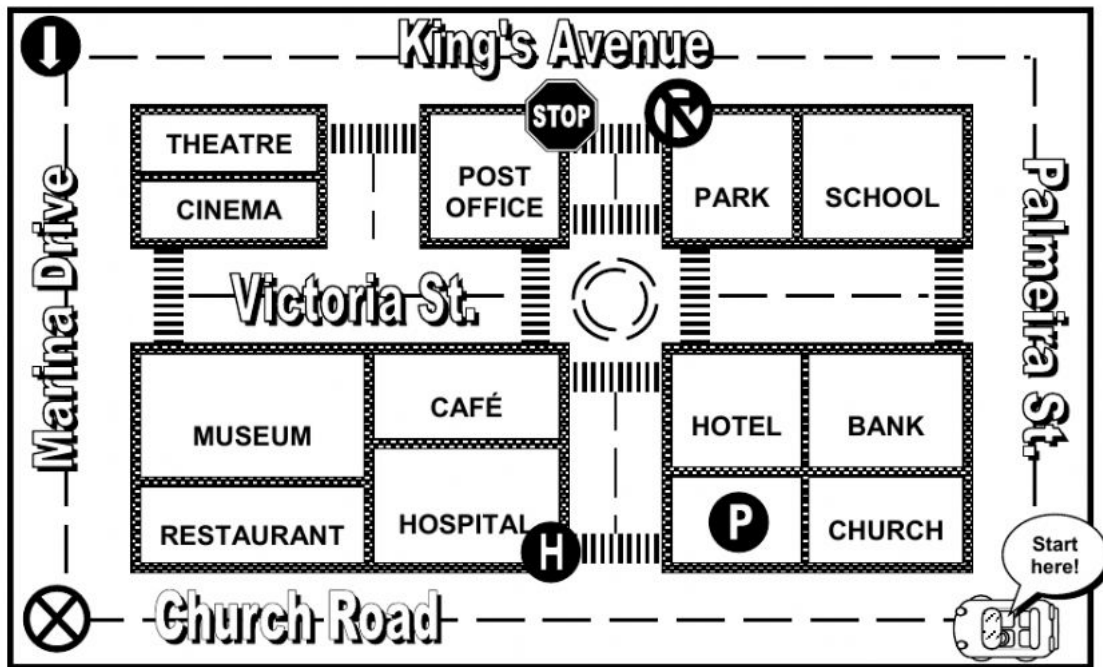 King's Avenue
STOP
THEATRE
POST
OFFICE
PARK
SCHOOL
CINEMA
Marina Drive
Palmeira St.
Victoria St.
MUSEUM
CAFÉ
HOTEL
BANK
RESTAURANT
HOSPITAL
H
P
CHURCH
Start
here!
Church Road